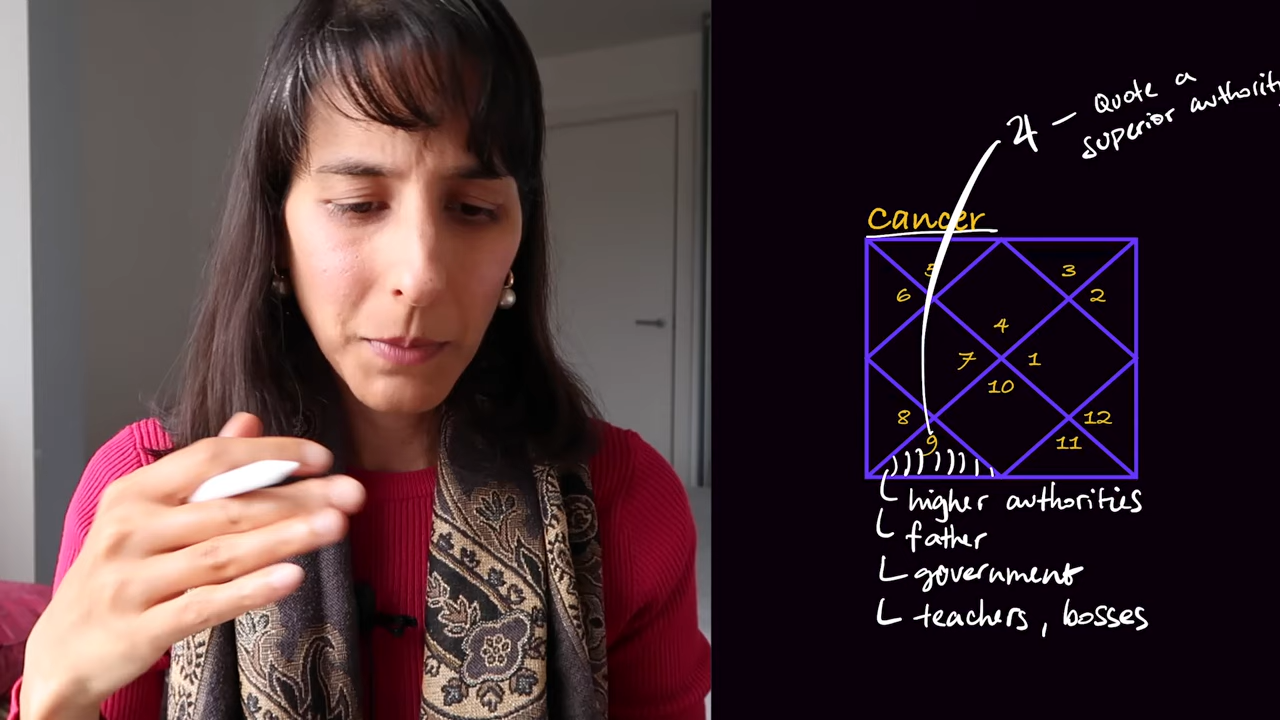 ♃ – Quote a
superior authorit
Cancer
5
3
6
2
4
7
1
10
8
12
9
11
higher authorities
father
government
teachers, bosses